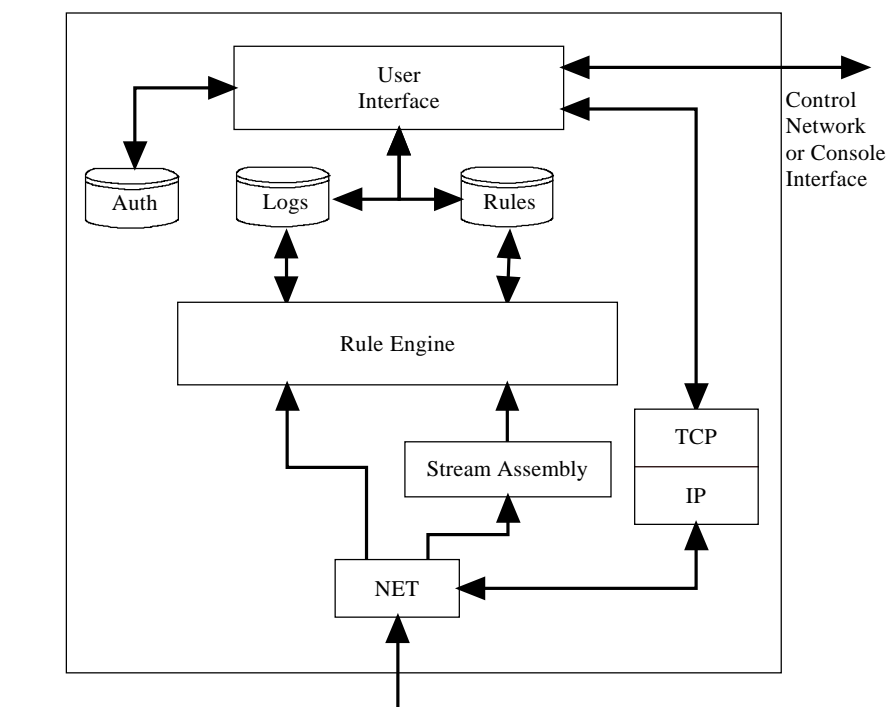 User
Interface
Control
Network
or Console
Interface
Auth
Logs
Rules
Rule Engine
TCP
Stream Assembly
IP
NET